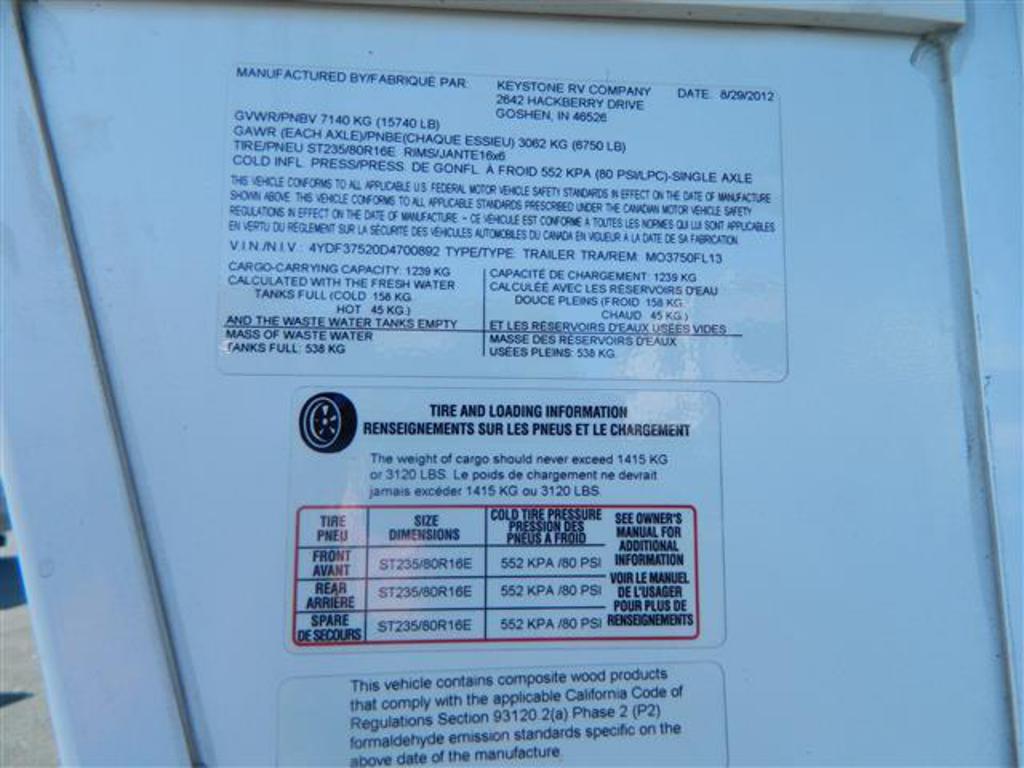 MANUFACTURED BY/FABRIQUÉ PAR: KEYSTONE RV COMPANY DATE: 8/29/2012
2642 HACKBERRY DRIVE
GOSHEN, IN 46526
GVWR/PNBV 7140 KG (15740 LB)
GAWR (EACH AXLE)/PNBE(CHAQUE ESSIEU) 3062 KG (6750 LB)
TIRE/PNEU ST235/80R16E RIMS/JANTE16x6
COLD INFL. PRESS/PRESS. DE GONFL. À FROID 552 KPA (80 PSI/LPC)-SINGLE AXLE
THIS VEHICLE CONFORMS TO ALL APPLICABLE U.S. FEDERAL MOTOR VEHICLE SAFETY STANDARDS IN EFFECT ON THE DATE OF MANUFACTURE
SHOWN ABOVE. THIS VEHICLE CONFORMS TO ALL APPLICABLE STANDARDS PRESCRIBED UNDER THE CANADIAN MOTOR VEHICLE SAFETY
REGULATIONS IN EFFECT ON THE DATE OF MANUFACTURE - CE VÉHICULE EST CONFORME À TOUTES LES NORMES QUI LUI SONT APPLICABLES
EN VERTU DU RÈGLEMENT SUR LA SÉCURITÉ DES VÉHICULES AUTOMOBILES DU CANADA EN VIGUEUR À LA DATE DE SA FABRICATION.
V.I.N./N.I.V.: 4YDF37520D4700892 TYPE/TYPE: TRAILER TRA/REM: MO3750FL13
CARGO-CARRYING CAPACITY: 1239 KG
CALCULATED WITH THE FRESH WATER
TANKS FULL (COLD 158 KG.
HOT 45 KG.)
AND THE WASTE WATER TANKS EMPTY
MASS OF WASTE WATER
TANKS FULL: 538 KG
CAPACITÉ DE CHARGEMENT: 1239 KG
CALCULÉE AVEC LES RÉSERVOIRS D'EAU
DOUCE PLEINS (FROID 158 KG.
CHAUD 45 KG.)
ET LES RÉSERVOIRS D'EAUX USÉES VIDES
MASSE DES RÉSERVOIRS D'EAUX
USÉES PLEINS: 538 KG.
TIRE AND LOADING INFORMATION
RENSEIGNEMENTS SUR LES PNEUS ET LE CHARGEMENT
The weight of cargo should never exceed 1415 KG
or 3120 LBS. Le poids de chargement ne devrait
jamais excéder 1415 KG ou 3120 LBS.
TIRE
PNEU
SIZE
DIMENSIONS
COLD TIRE PRESSURE
PRESSION DES
PNEUS À FROID
SEE OWNER'S
MANUAL FOR
ADDITIONAL
INFORMATION
VOIR LE MANUEL
DE L'USAGER
POUR PLUS DE
RENSEIGNEMENTS
FRONT
AVANT
ST235/80R16E 552 KPA /80 PSI
REAR
ARRIÈRE
ST235/80R16E 552 KPA /80 PSI
SPARE
DE SECOURS
ST235/80R16E 552 KPA /80 PSI
This vehicle contains composite wood products
that comply with the applicable California Code of
Regulations Section 93120.2(a) Phase 2 (P2)
formaldehyde emission standards specific on the
above date of the manufacture.